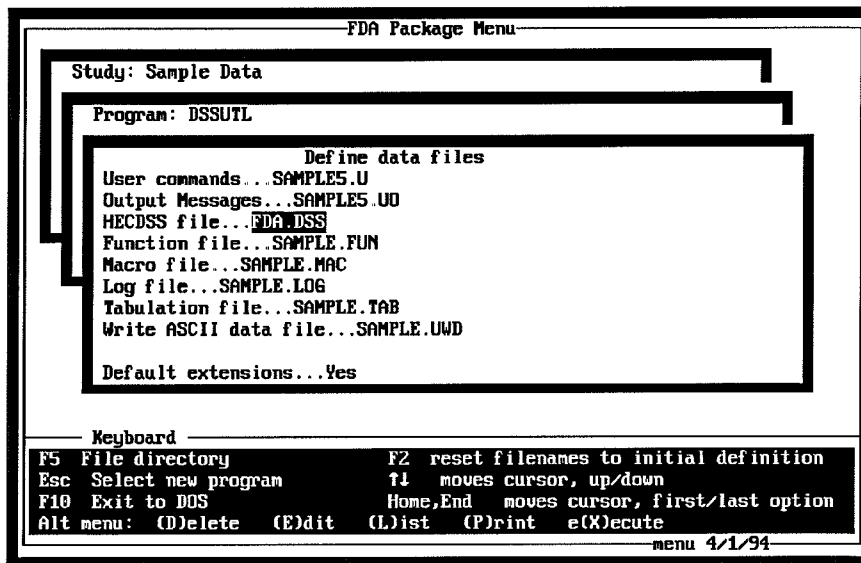 FDA Package Menu
Study: Sample Data
Program: DSSUTL
Define data files
User commands...SAMPLE5.U
Output Messages...SAMPLE5.UO
HECDSS file...FDA.DSS
Function file...SAMPLE.FUN
Macro file...SAMPLE.MAC
Log file...SAMPLE.LOG
Tabulation file...SAMPLE.TAB
Write ASCII data file...SAMPLE.UWD
Default extensions...Yes
Keyboard
F5 File directory F2 reset filenames to initial definition
Esc Select new program ↑↓ moves cursor, up/down
F10 Exit to DOS Home,End moves cursor, first/last option
Alt menu: (D)elete (E)dit (L)ist (P)rint e(X)ecute
menu 4/1/94